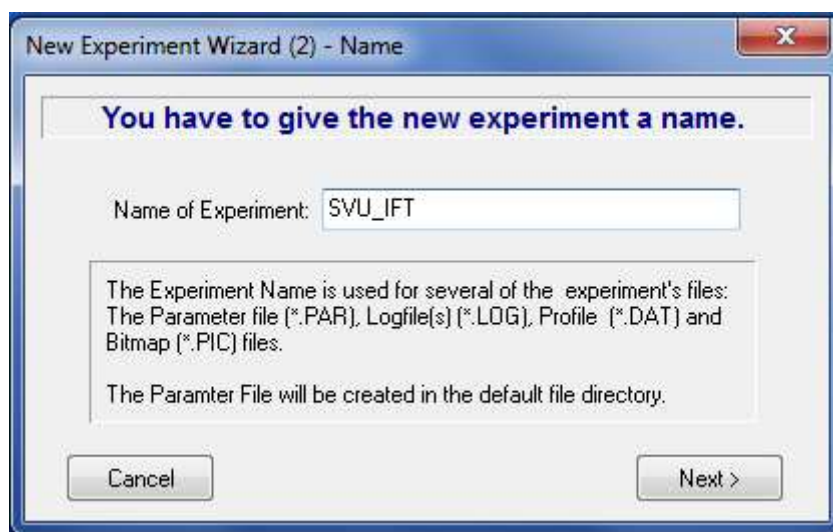 New Experiment Wizard (2) - Name
You have to give the new experiment a name.
Name of Experiment: SVU_IFT
The Experiment Name is used for several of the experiment's files:
The Parameter file (*.PAR), Logfile(s) (*.LOG), Profile (*.DAT) and
Bitmap (*.PIC) files.
The Paramter File will be created in the default file directory.
Cancel Next >